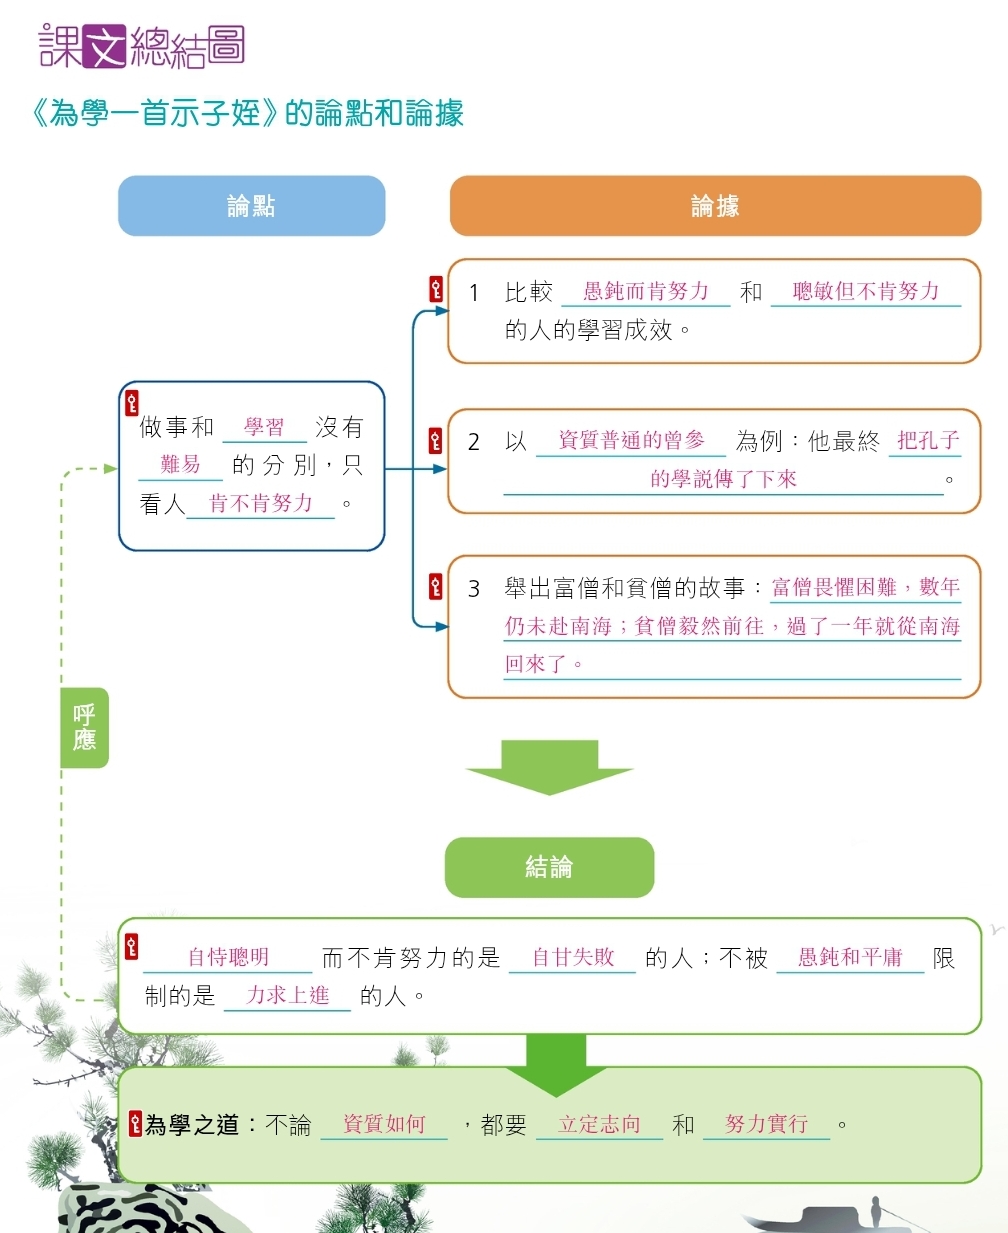 課文總結圖
《為學一首示子姪》的論點和論據
論點
論據
做事和 學習 沒有
難易 的分別，只
看人 肯不肯努力 。
1 比較 愚鈍而肯努力 和 聰敏但不肯努力
的人的學習成效。
2 以 資質普通的曾參 為例：他最終 把孔子
的學説傳了下來 。
3 舉出富僧和貧僧的故事：富僧畏懼困難，數年
仍未赴南海；貧僧毅然前往，過了一年就從南海
回來了。
呼應
結論
自恃聰明 而不肯努力的是 自甘失敗 的人；不被 愚鈍和平庸 限
制的是 力求上進 的人。
為學之道：不論 資質如何 ，都要 立定志向 和 努力實行 。